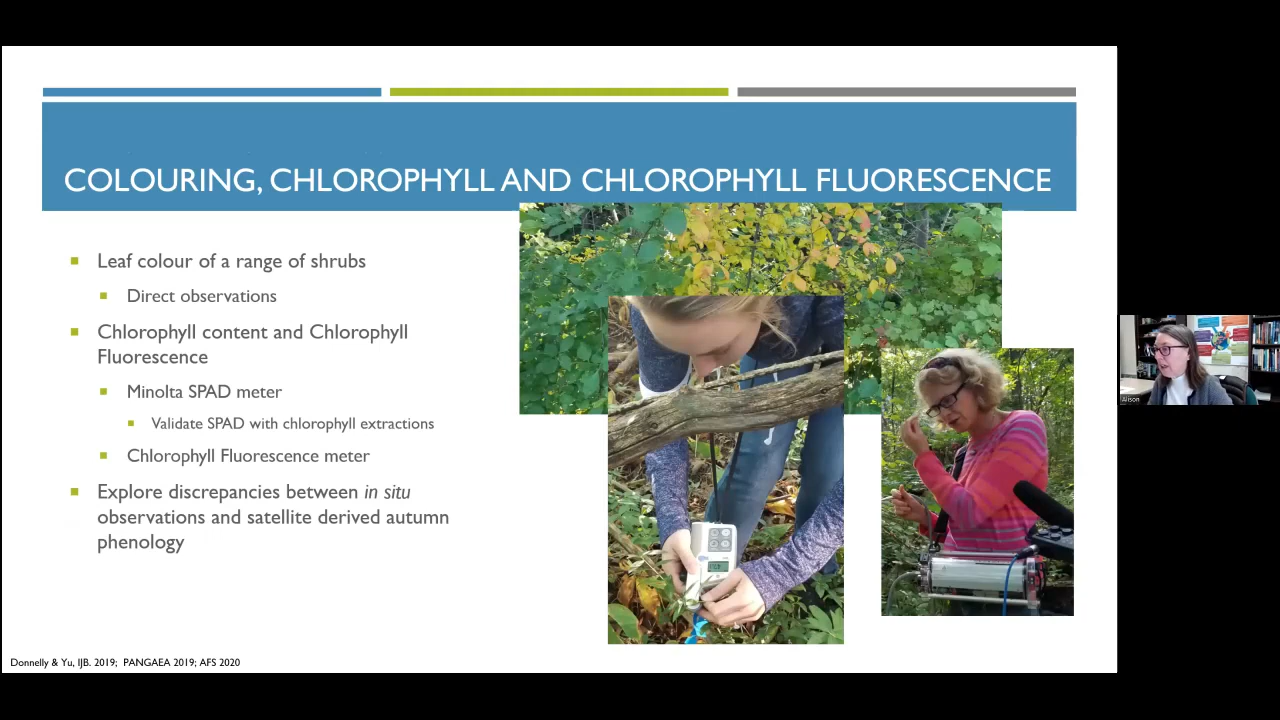 COLOURING, CHLOROPHYLL AND CHLOROPHYLL FLUORESCENCE
Leaf colour of a range of shrubs
Direct observations
Chlorophyll content and Chlorophyll
Fluorescence
Minolta SPAD meter
Validate SPAD with chlorophyll extractions
Chlorophyll Fluorescence meter
Explore discrepancies between in situ
observations and satellite derived autumn
phenology
Donnelly & Yu, IJB. 2019; PANGAEA 2019; AFS 2020
Alison